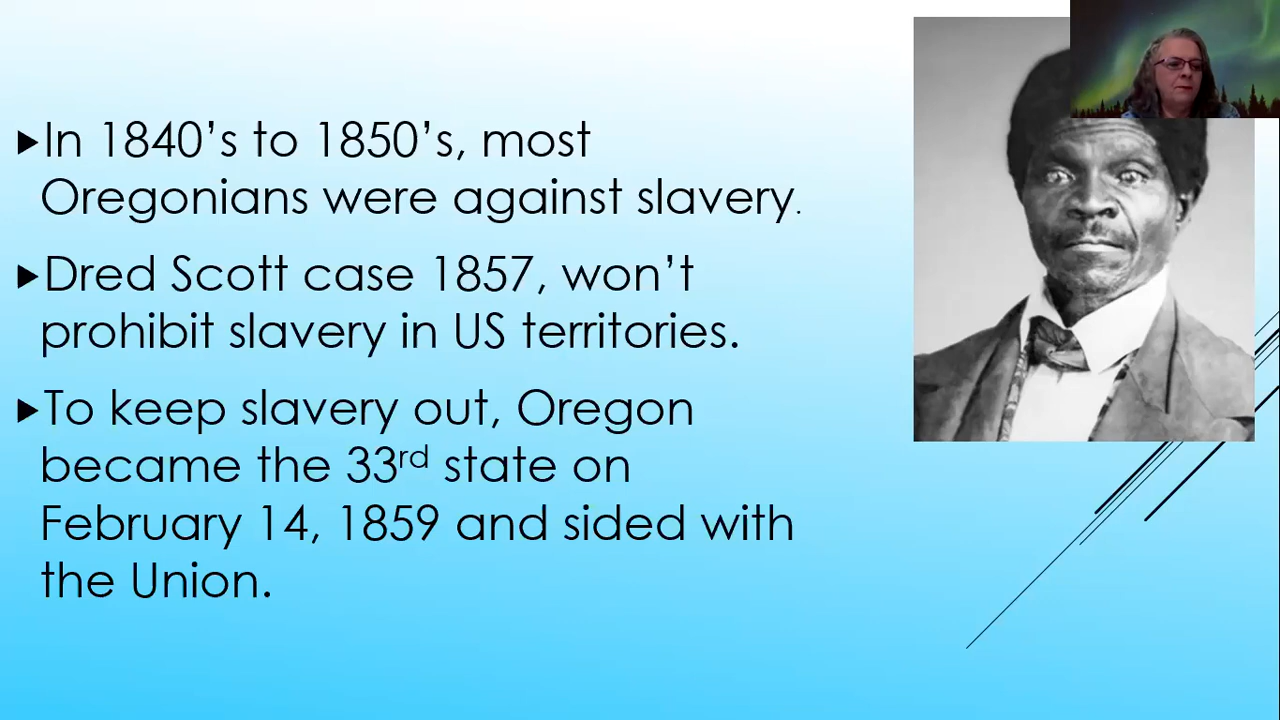 In 1840's to 1850's, most
Oregonians were against slavery.
Dred Scott case 1857, won't
prohibit slavery in US territories.
To keep slavery out, Oregon
became the 33rd state on
February 14, 1859 and sided with
the Union.